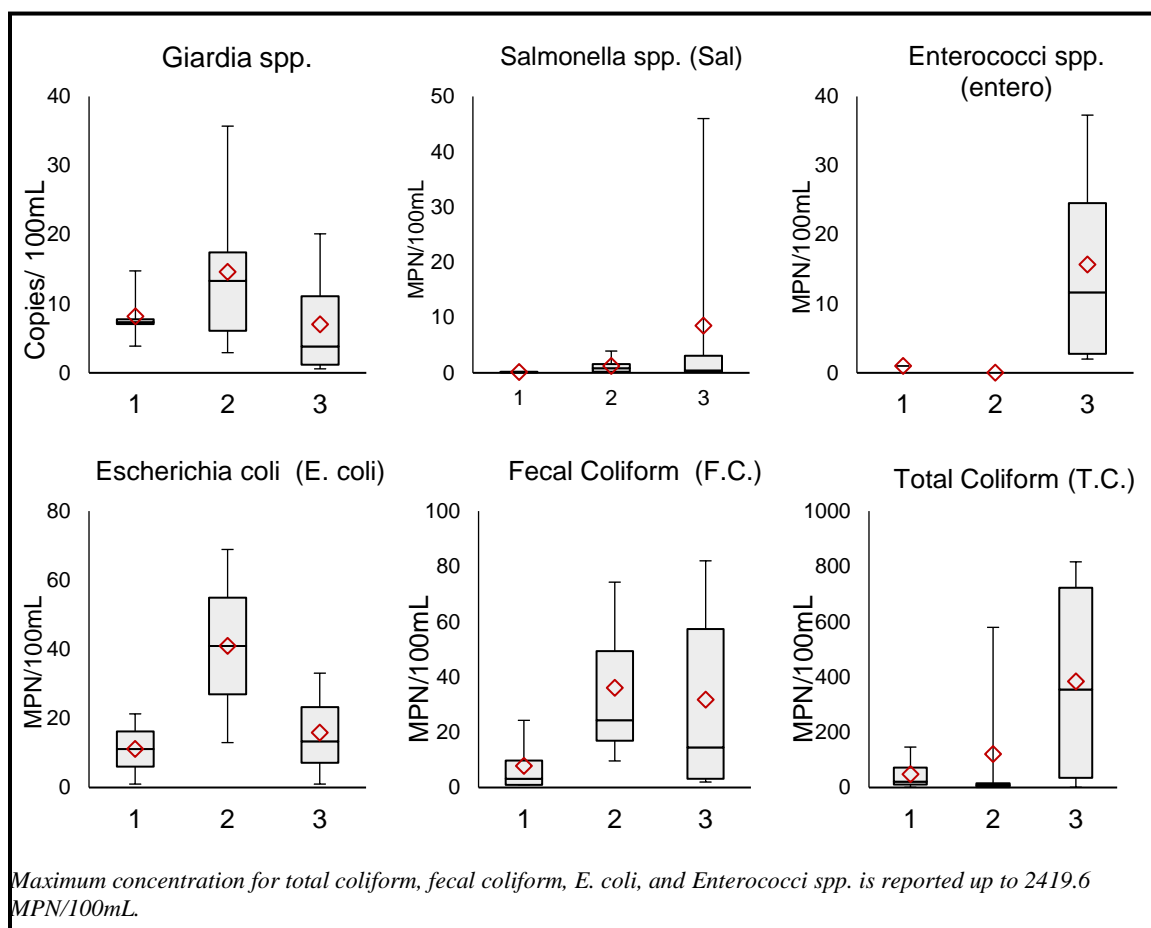 Giardia spp.
Copies/ 100mL
40
30
20
10
0
1 2 3
Salmonella spp. (Sal)
MPN/100mL
50
40
30
20
10
0
1 2 3
Enterococci spp.
(entero)
MPN/100mL
40
30
20
10
0
1 2 3
Escherichia coli (E. coli)
MPN/100mL
80
60
40
20
0
1 2 3
Fecal Coliform (F.C.)
MPN/100mL
100
80
60
40
20
0
1 2 3
Total Coliform (T.C.)
MPN/100mL
1000
800
600
400
200
0
1 2 3
Maximum concentration for total coliform, fecal coliform, E. coli, and Enterococci spp. is reported up to 2419.6
MPN/100mL.